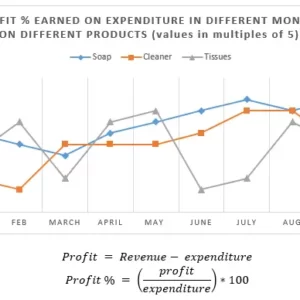 FIT % EARNED ON EXPENDITURE IN DIFFERENT MON
ON DIFFERENT PRODUCTS (values in multiples of 5)
Soap Cleaner Tissues
FEB MARCH APRIL MAY JUNE JULY AUG
Profit = Revenue − expenditure
Profit % = (profit / expenditure) * 100